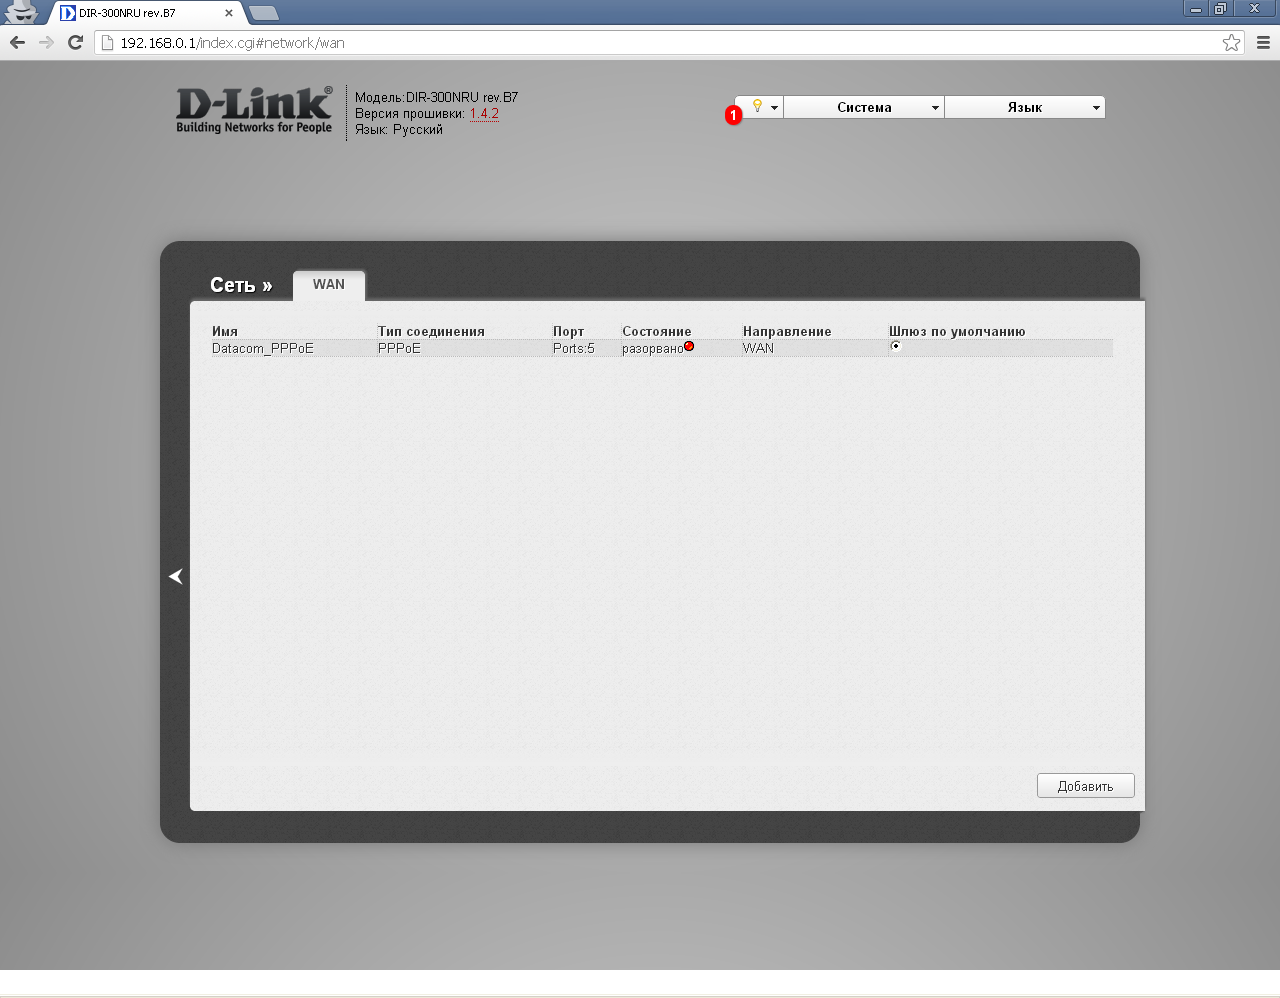 DIR-300NRU rev.B7
192.168.0.1/index.cgi#network/wan
D-Link
Building Networks for People
Модель:DIR-300NRU rev.B7
Версия прошивки: 1.4.2
Язык: Русский
1
Система
Язык
Сеть »
WAN
Имя Тип соединения Порт Состояние Направление Шлюз по умолчанию
Datacom_PPPoE PPPoE Ports:5 разорвано WAN
Добавить